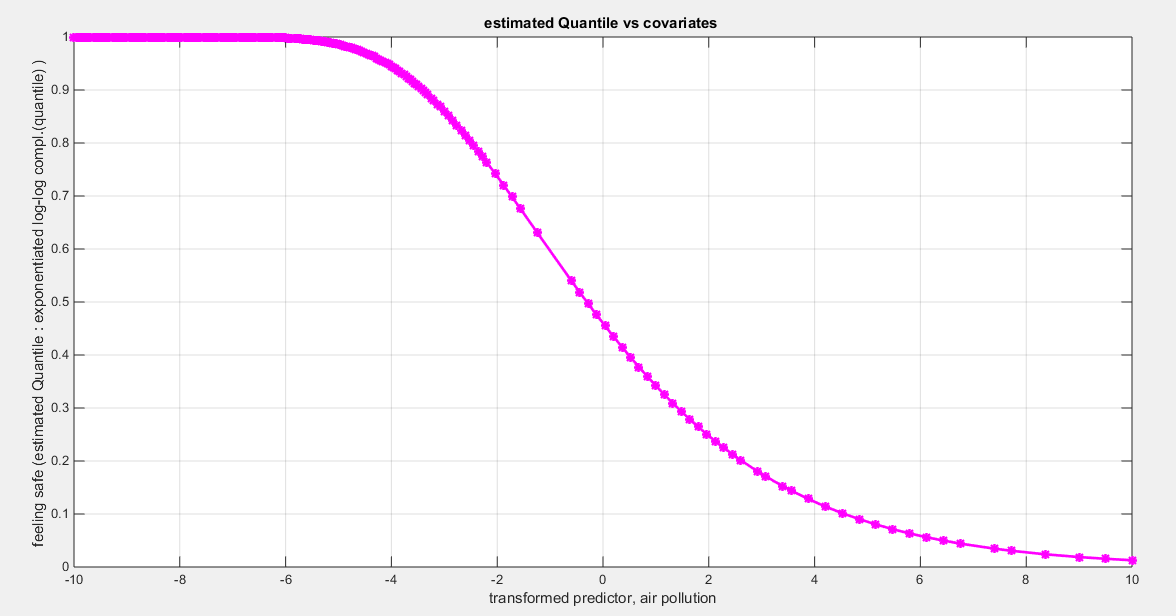 estimated Quantile vs covariates
feeling safe (estimated Quantile : exponentiated log-log compl.(quantile) )
1
0.9
0.8
0.7
0.6
0.5
0.4
0.3
0.2
0.1
0
-10 -8 -6 -4 -2 0 2 4 6 8 10
transformed predictor, air pollution